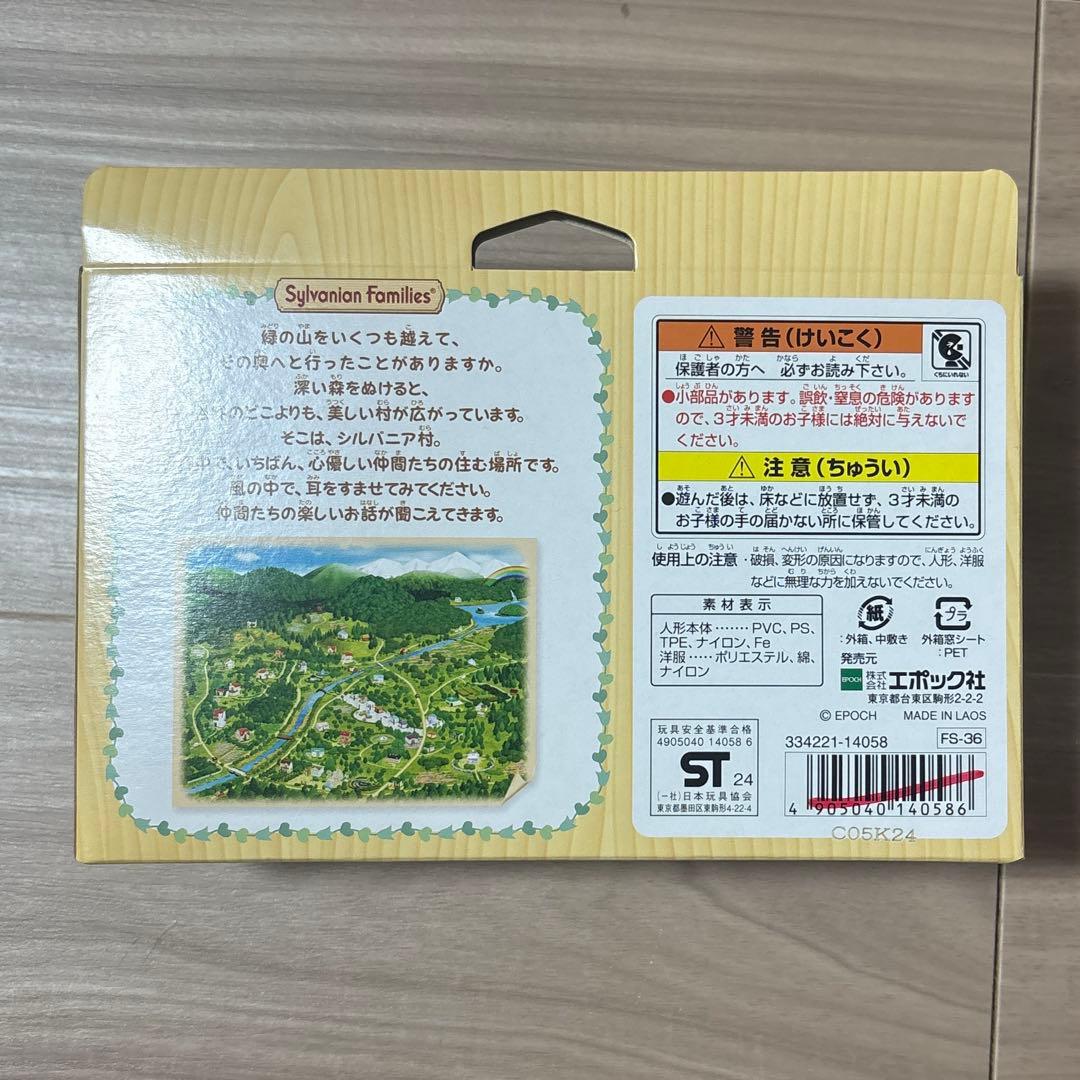 Sylvanian Families®
緑の山をいくつも越えて、
その奥へと行ったことがありますか。
深い森をぬけると、
どこよりも、美しい村が広がっています。
そこは、シルバニア村。
中で、いちばん、心優しい仲間たちの住む場所です。
風の中で、耳をすませてみてください。
仲間たちの楽しいお話が聞こえてきます。
警告(けいこく)
保護者の方へ 必ずお読み下さい。
くちにいれない
●小部品があります。誤飲・窒息の危険があります
ので、3才未満のお子様には絶対に与えないで
ください。
注意(ちゅうい)
●遊んだ後は、床などに放置せず、3才未満の
お子様の手の届かない所に保管してください。
使用上の注意・破損、変形の原因になりますので、人形、洋服
などに無理な力を加えないでください。
素材表示
人形本体……PVC、PS、
TPE、ナイロン、Fe
洋服……ポリエステル、綿、
ナイロン
紙
:外箱、中敷き
プラ
外箱窓シート
:PET
発売元
EPOCH 株式会社 エポック社
東京都台東区駒形2-2-2
© EPOCH MADE IN LAOS
玩具安全基準合格
4905040 14058 6
ST 24
(一社)日本玩具協会
東京都墨田区東駒形4-22-4
334221-14058 FS-36
4 905040 140586
C05K24